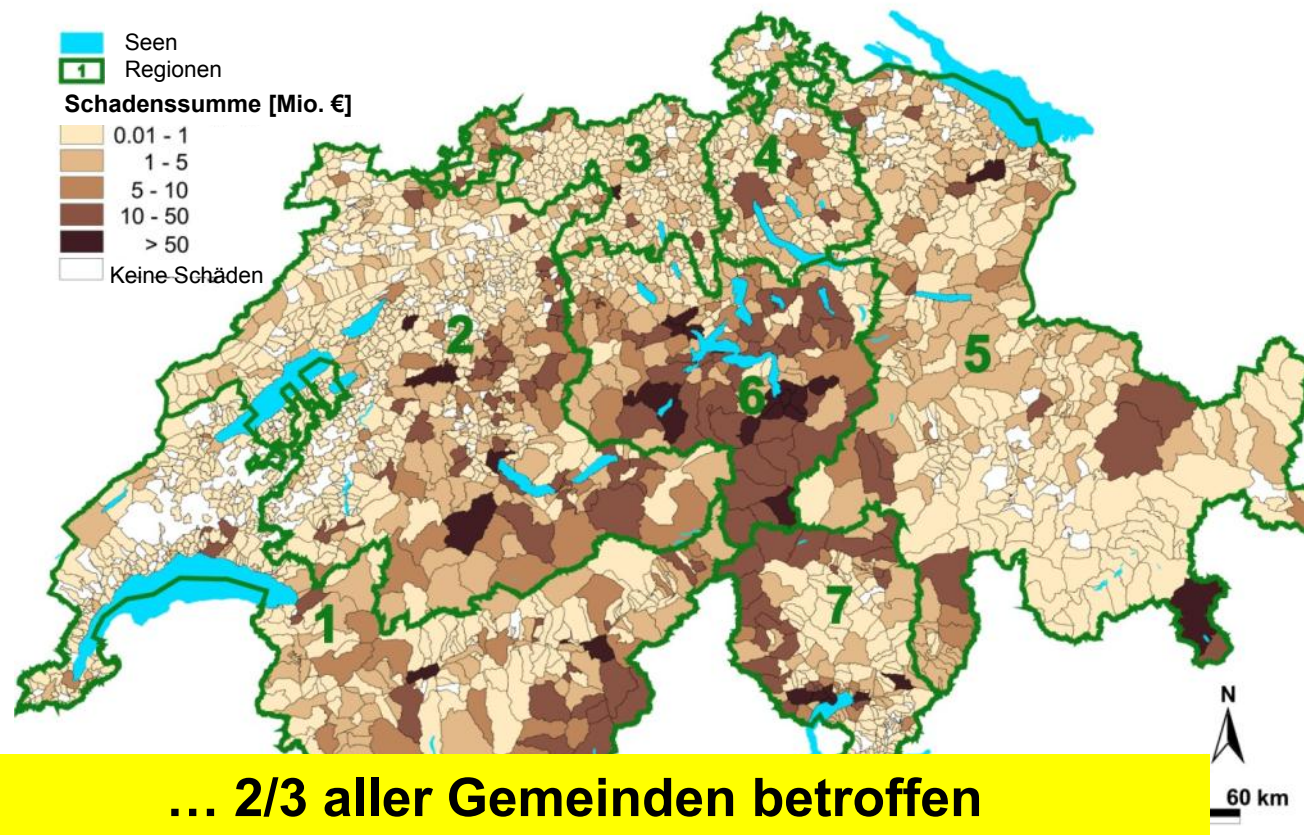 Seen
1 Regionen
Schadenssumme [Mio. €]
0.01 - 1
1 - 5
5 - 10
10 - 50
> 50
Keine Schäden
3
4
2
5
6
7
1
N
60 km
… 2/3 aller Gemeinden betroffen